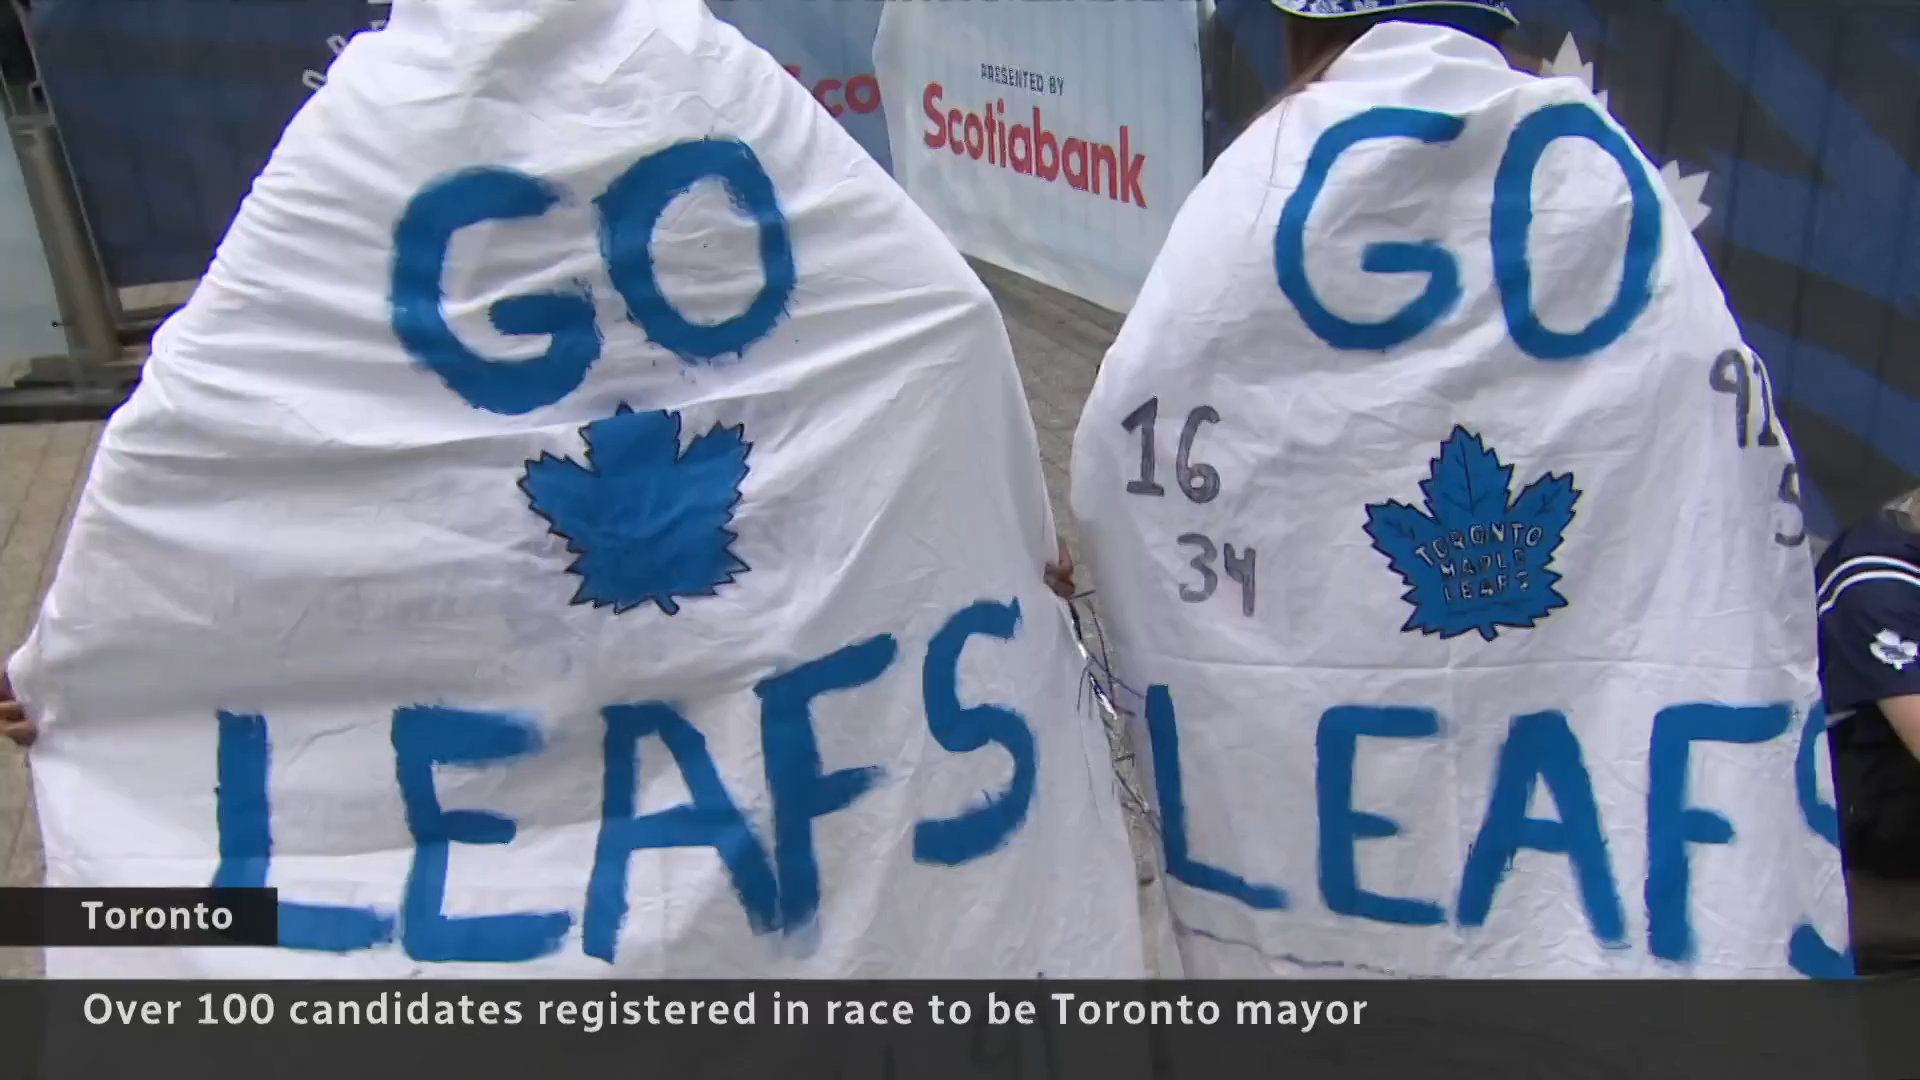 GO
LEAFS
PRESENTED BY
Scotiabank
GO
16
34
91
TORONTO
MAPLE
LEAFS
LEAFS
Toronto
Over 100 candidates registered in race to be Toronto mayor